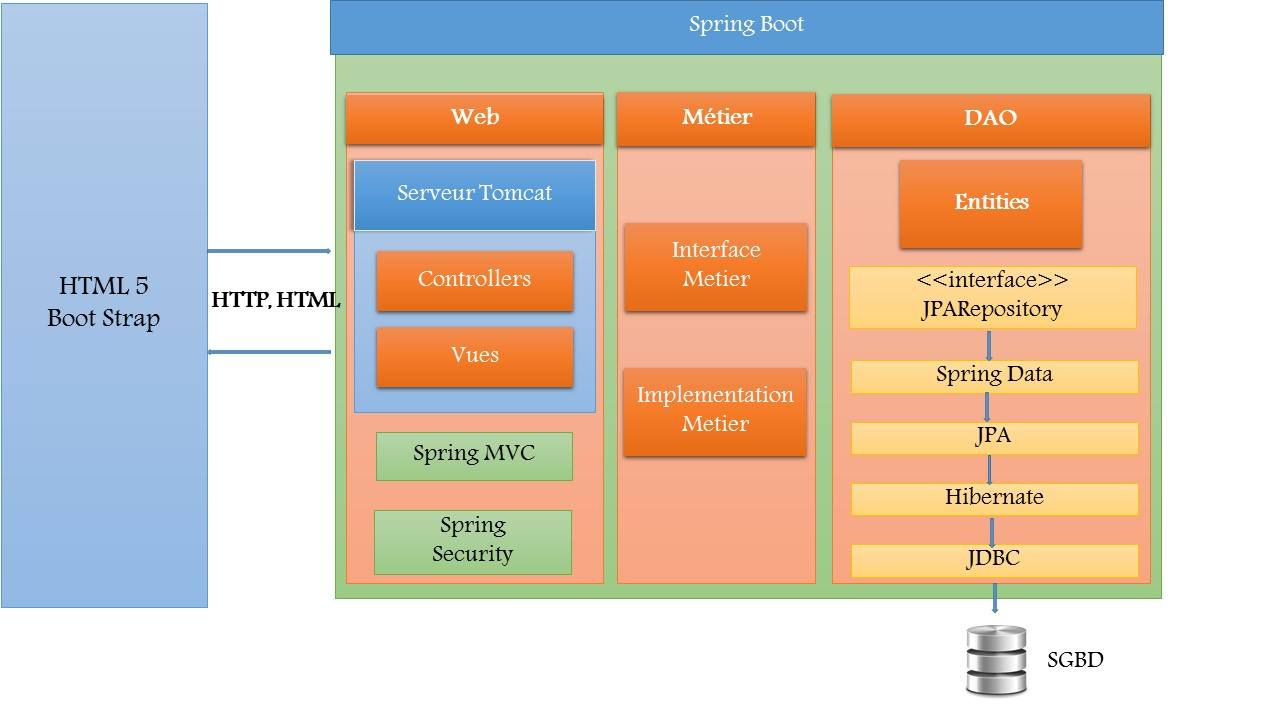 Spring Boot
HTML 5
Boot Strap
HTTP, HTML
Web
Serveur Tomcat
Controllers
Vues
Spring MVC
Spring
Security
Métier
Interface
Metier
Implementation
Metier
DAO
Entities
<<interface>>
JPARepository
Spring Data
JPA
Hibernate
JDBC
SGBD